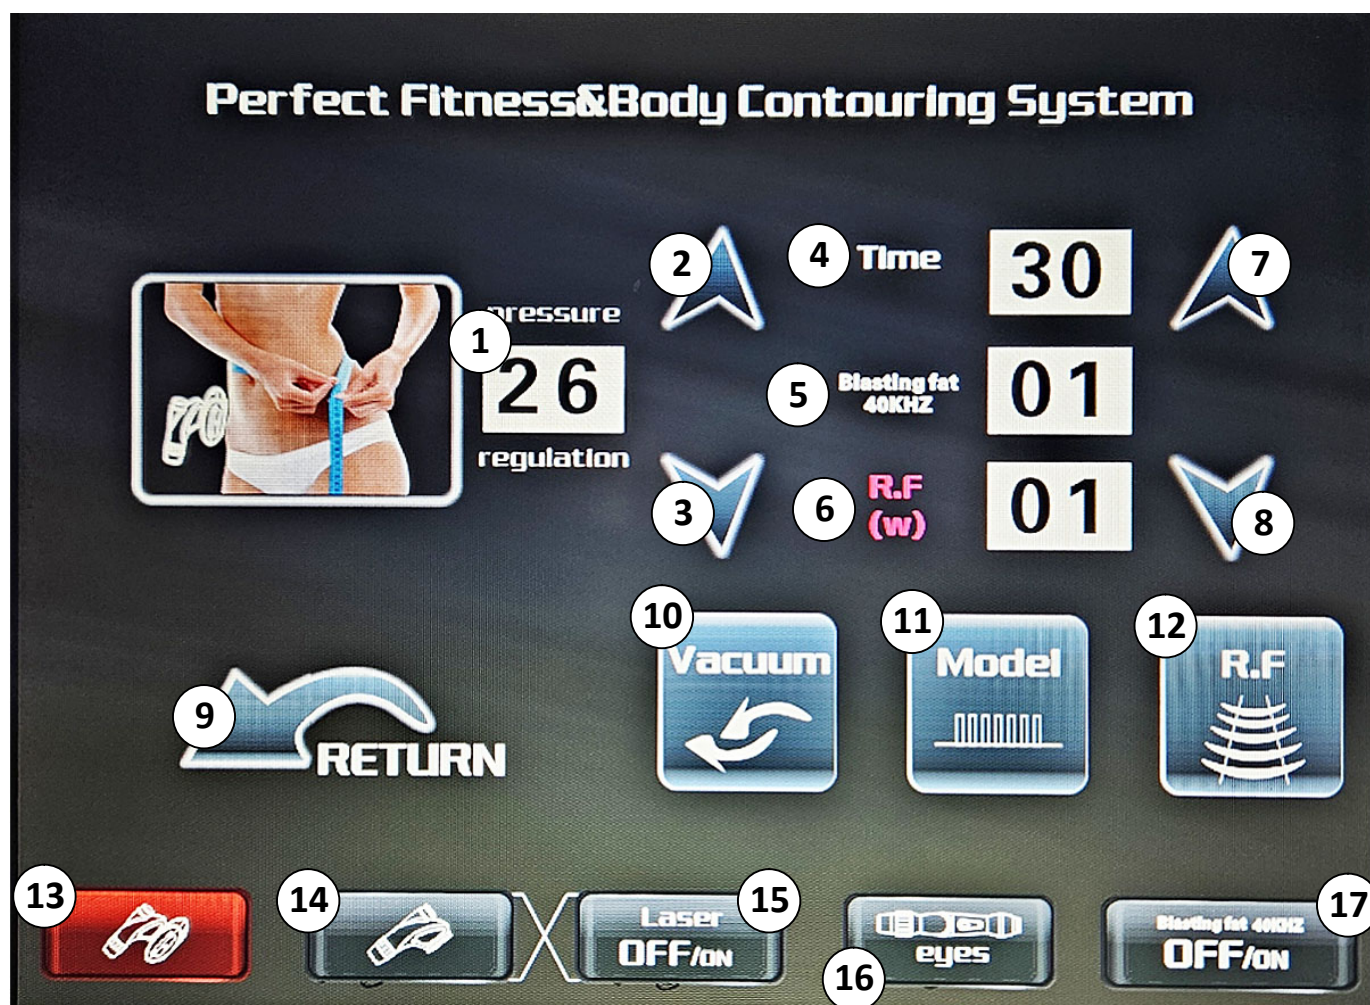 Perfect Fitness&Body Contouring System
1
pressure
26
regulation
2
3
4
Time
30
5
Blasting fat
40KHZ
01
6
R.F
(w)
01
7
8
9
RETURN
10
Vacuum
11
Model
12
R.F
13
14
15
Laser
OFF/ON
16
eyes
17
Blasting fat 40KHZ
OFF/ON